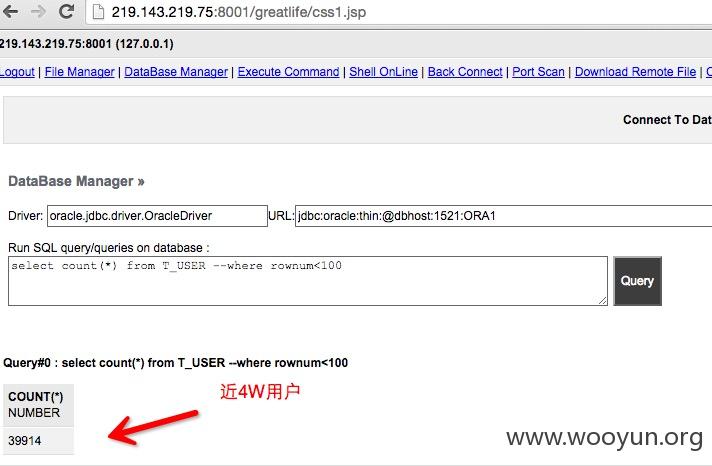 219.143.219.75:8001/greatlife/css1.jsp
219.143.219.75:8001 (127.0.0.1)
Logout | File Manager | DataBase Manager | Execute Command | Shell OnLine | Back Connect | Port Scan | Download Remote File |
Connect To Dat
DataBase Manager »
Driver: oracle.jdbc.driver.OracleDriver URL: jdbc:oracle:thin:@dbhost:1521:ORA1
Run SQL query/queries on database :
select count(*) from T_USER --where rownum<100
Query
Query#0 : select count(*) from T_USER --where rownum<100
近4W用户
COUNT(*)
NUMBER
39914
www.wooyun.org